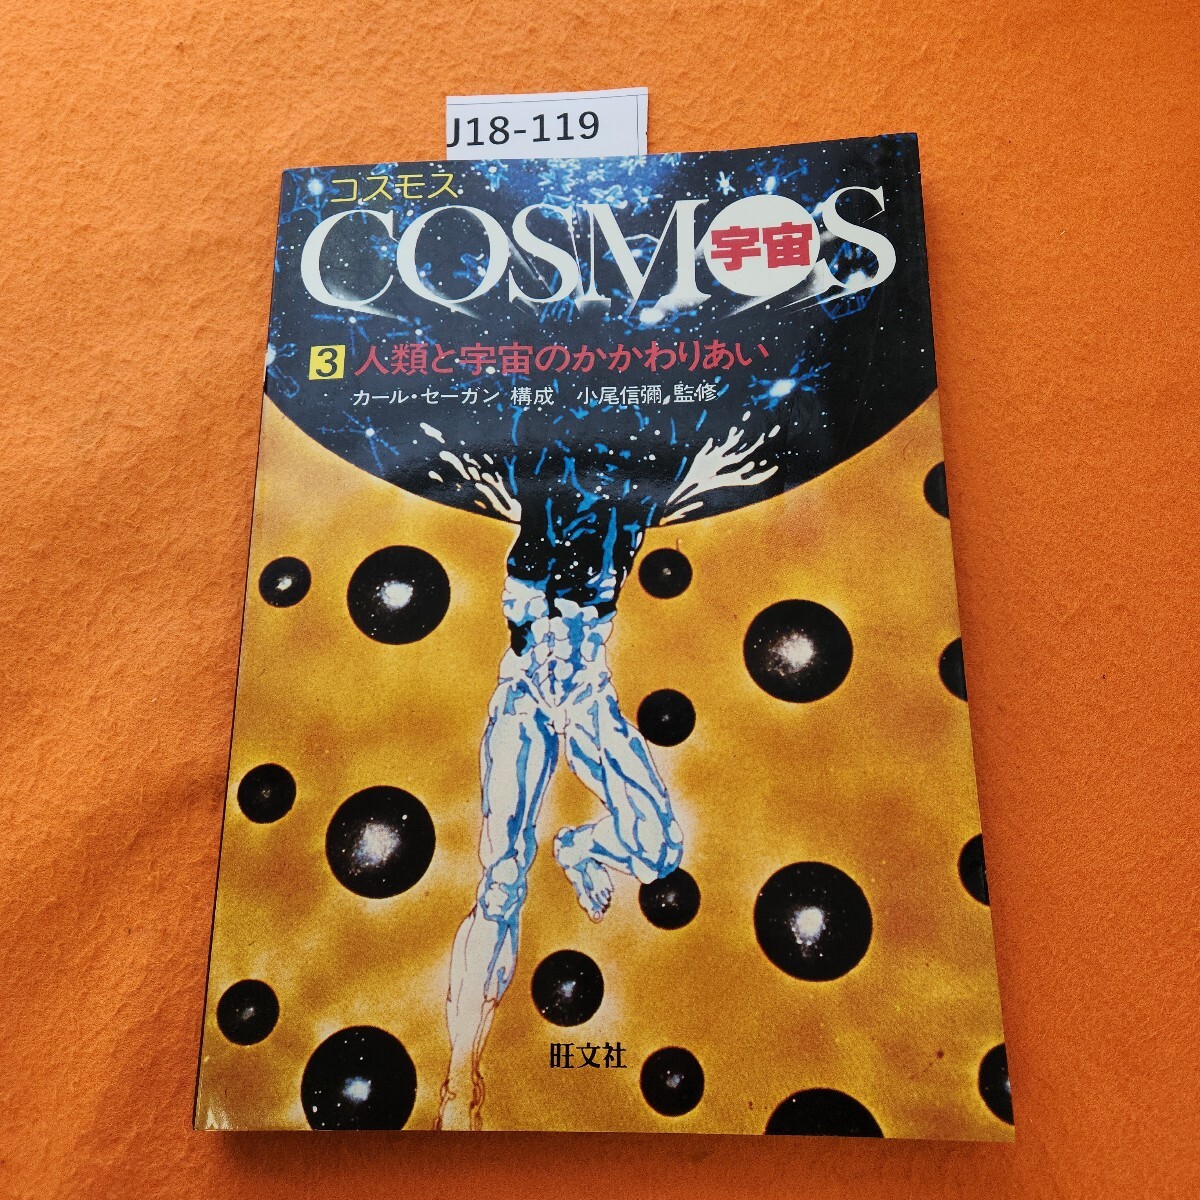 J18-119
コスモス
COSMOS
宇宙
3 人類と宇宙のかかわりあい
カール・セーガン 構成 小尾信彌 監修
旺文社